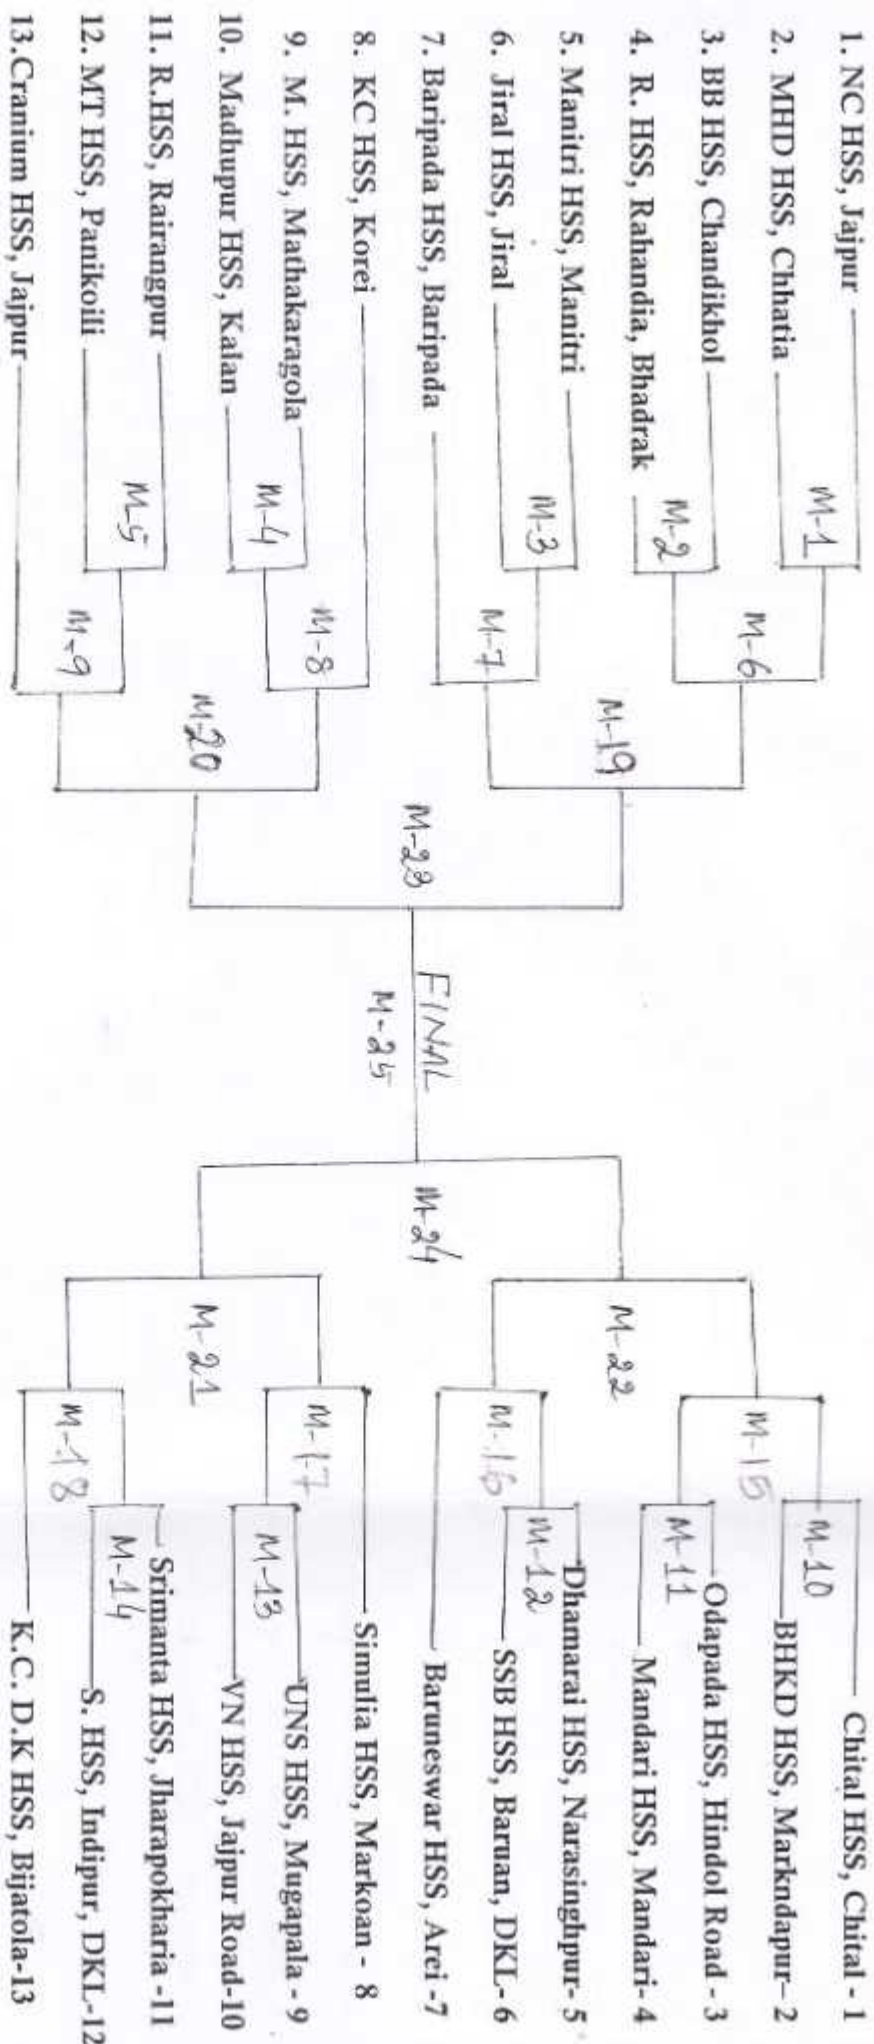 1. NC HSS, Jajpur
2. MHD HSS, Chhatia
3. BB HSS, Chandikhol
4. R. HSS, Rahandia, Bhadrak
5. Manitri HSS, Manitri
6. Jiral HSS, Jiral
7. Baripada HSS, Baripada
8. KC HSS, Korei
9. M. HSS, Mathakaragola
10. Madhupur HSS, Kalan
11. R.HSS, Rairangpur
12. MT HSS, Panikoili
13.Cranium HSS, Jajpur
M-1
M-2
M-3
M-4
M-5
M-6
M-7
M-8
M-9
M-19
M-20
M-23
FINAL
M-25
M-24
M-22
M-21
M-15
M-16
M-17
M-18
M-10
M-11
M-12
M-13
M-14
Chital HSS, Chital - 1
BHKD HSS, Markndapur- 2
Odapada HSS, Hindol Road - 3
Mandari HSS, Mandari- 4
Dhamarai HSS, Narasinghpur- 5
SSB HSS, Baruan, DKL- 6
Baruneswar HSS, Arei -7
Simulia HSS, Markoan - 8
UNS HSS, Mugapala - 9
VN HSS, Jajpur Road-10
Srimanta HSS, Jharapokharia -11
S. HSS, Indipur, DKL-12
K.C. D.K HSS, Bijatola-13